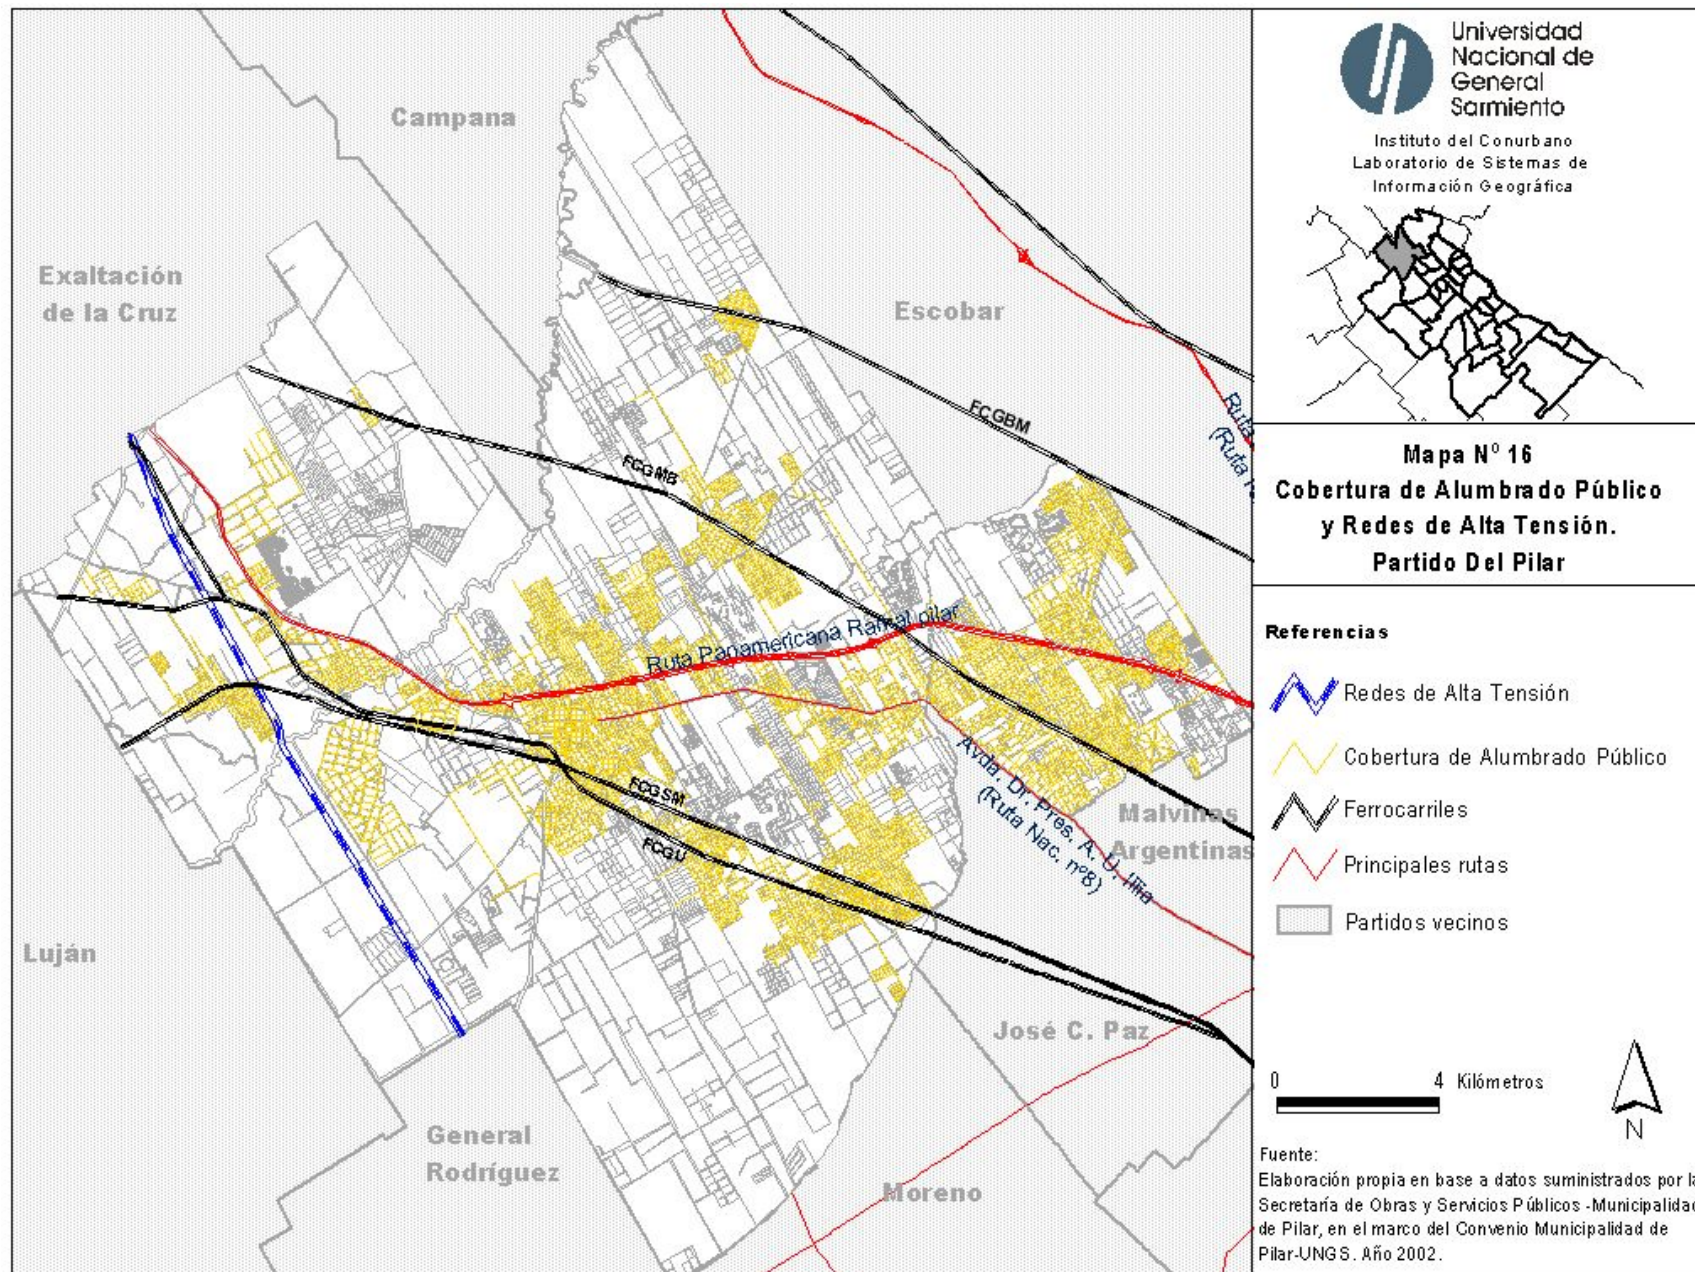 Universidad
Nacional de
General
Sarmiento
Instituto del Conurbano
Laboratorio de Sistemas de
Información Geográfica
Mapa Nº 16
Cobertura de Alumbrado Público
y Redes de Alta Tensión.
Partido Del Pilar
Referencias
Redes de Alta Tensión
Cobertura de Alumbrado Público
Ferrocarriles
Principales rutas
Partidos vecinos
0 4 Kilómetros
N
Fuente:
Elaboración propia en base a datos suministrados por la
Secretaría de Obras y Servicios Públicos -Municipalidad
de Pilar, en el marco del Convenio Municipalidad de
Pilar-UNGS. Año 2002.
Campana
Exaltación
de la Cruz
Escobar
FCGBM
Ruta
(Ruta
FCGMB
Ruta Panamericana Ramal pilar
Avda. Dr. Pres. A. U. Illia
(Ruta Nac. nº8)
FCGSM
FCGU
Malvinas
Argentinas
Luján
José C. Paz
General
Rodríguez
Moreno